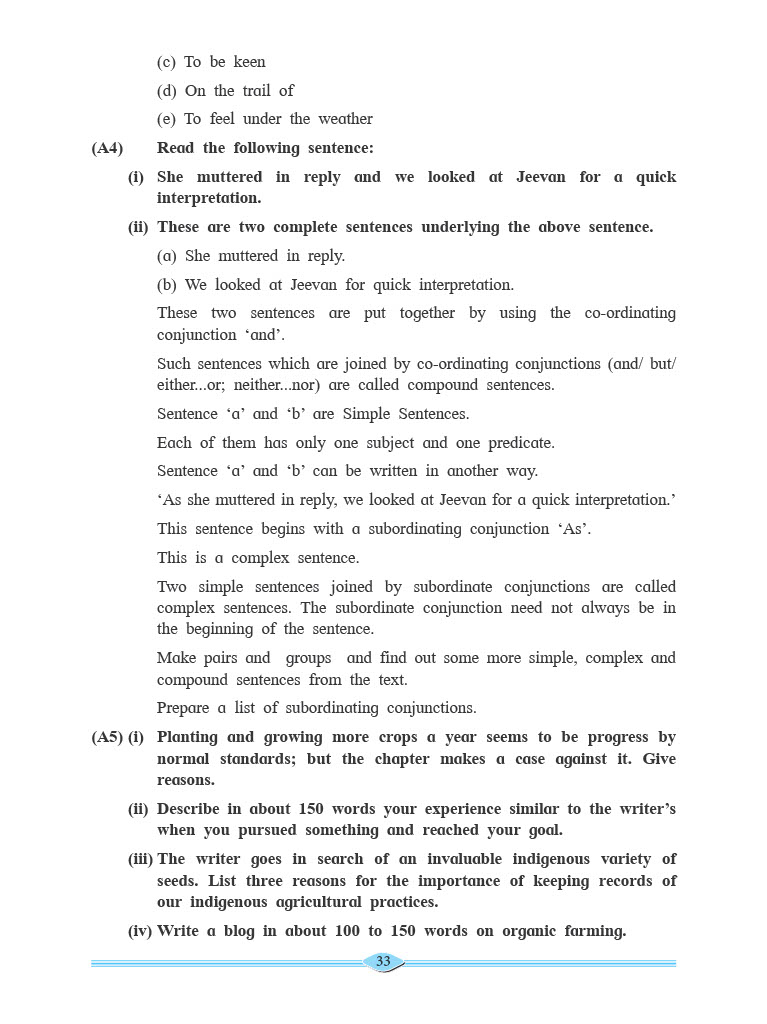 (c) To be keen
(d) On the trail of
(e) To feel under the weather
(A4) Read the following sentence:
(i) She muttered in reply and we looked at Jeevan for a quick
interpretation.
(ii) These are two complete sentences underlying the above sentence.
(a) She muttered in reply.
(b) We looked at Jeevan for quick interpretation.
These two sentences are put together by using the co-ordinating
conjunction ‘and’.
Such sentences which are joined by co-ordinating conjunctions (and/ but/
either...or; neither...nor) are called compound sentences.
Sentence ‘a’ and ‘b’ are Simple Sentences.
Each of them has only one subject and one predicate.
Sentence ‘a’ and ‘b’ can be written in another way.
‘As she muttered in reply, we looked at Jeevan for a quick interpretation.’
This sentence begins with a subordinating conjunction ‘As’.
This is a complex sentence.
Two simple sentences joined by subordinate conjunctions are called
complex sentences. The subordinate conjunction need not always be in
the beginning of the sentence.
Make pairs and groups and find out some more simple, complex and
compound sentences from the text.
Prepare a list of subordinating conjunctions.
(A5) (i) Planting and growing more crops a year seems to be progress by
normal standards; but the chapter makes a case against it. Give
reasons.
(ii) Describe in about 150 words your experience similar to the writer’s
when you pursued something and reached your goal.
(iii) The writer goes in search of an invaluable indigenous variety of
seeds. List three reasons for the importance of keeping records of
our indigenous agricultural practices.
(iv) Write a blog in about 100 to 150 words on organic farming.
33